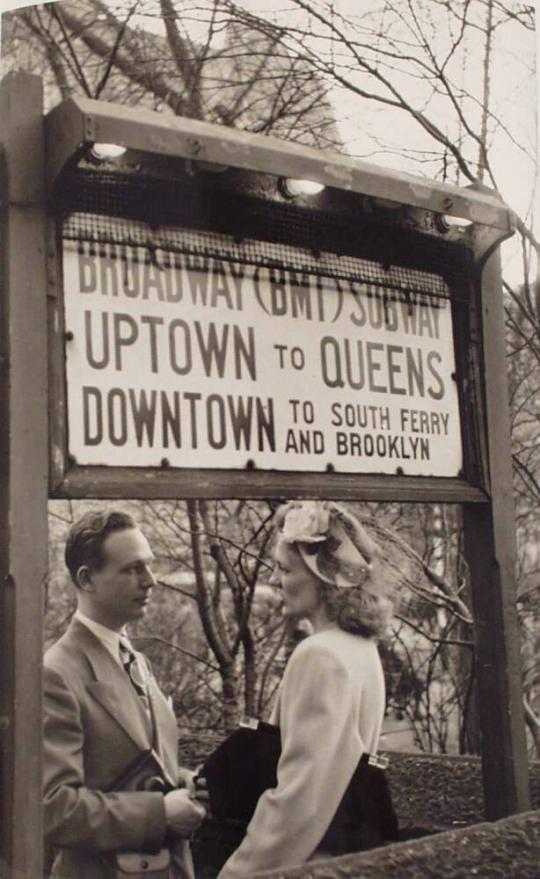 BROADWAY (BMT) SUBWAY
UPTOWN TO QUEENS
DOWNTOWN TO SOUTH FERRY
AND BROOKLYN